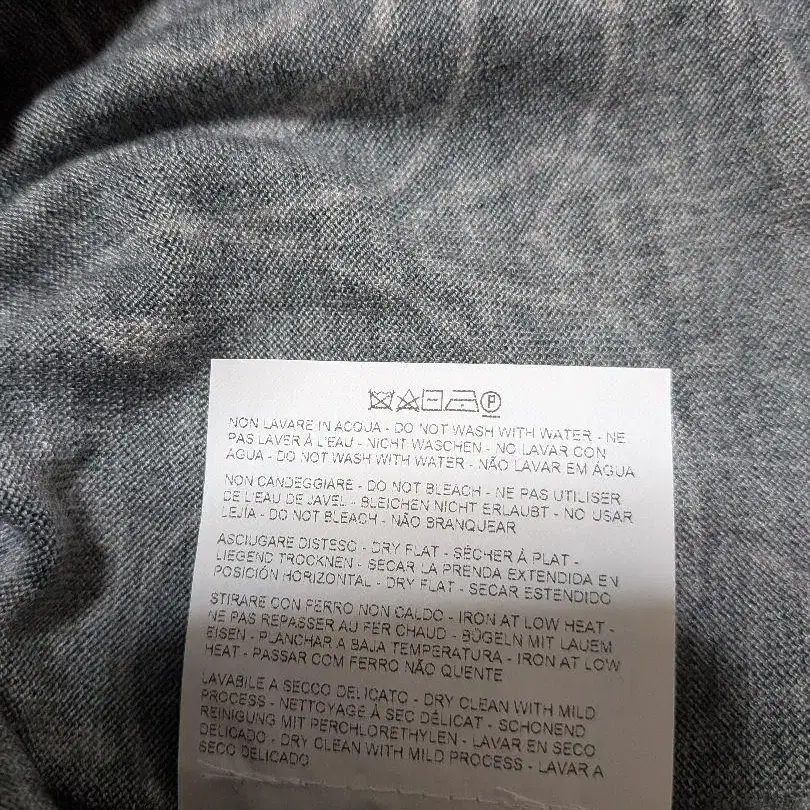 P
NON LAVARE IN ACQUA - DO NOT WASH WITH WATER - NE
PAS LAVER À L'EAU - NICHT WASCHEN - NO LAVAR CON
AGUA - DO NOT WASH WITH WATER - NÃO LAVAR EM ÁGUA
NON CANDEGGIARE - DO NOT BLEACH - NE PAS UTILISER
DE L'EAU DE JAVEL - BLEICHEN NICHT ERLAUBT - NO USAR
LEJIA - DO NOT BLEACH - NÃO BRANQUEAR
ASCIUGARE DISTESO - DRY FLAT - SÉCHER À PLAT -
LIEGEND TROCKNEN - SECAR LA PRENDA EXTENDIDA EN
POSICIÓN HORIZONTAL - DRY FLAT - SECAR ESTENDIDO
STIRARE CON FERRO NON CALDO - IRON AT LOW HEAT -
NE PAS REPASSER AU FER CHAUD - BÜGELN MIT LAUEM
EISEN - PLANCHAR A BAJA TEMPERATURA - IRON AT LOW
HEAT - PASSAR COM FERRO NÃO QUENTE
LAVABILE A SECCO DELICATO - DRY CLEAN WITH MILD
PROCESS - NETTOYAGE À SEC DÉLICAT - SCHONEND
REINIGUNG MIT PERCHLORETHYLEN - LAVAR EN SECO
DELICADO - DRY CLEAN WITH MILD PROCESS - LAVAR A
SECO DELICADO